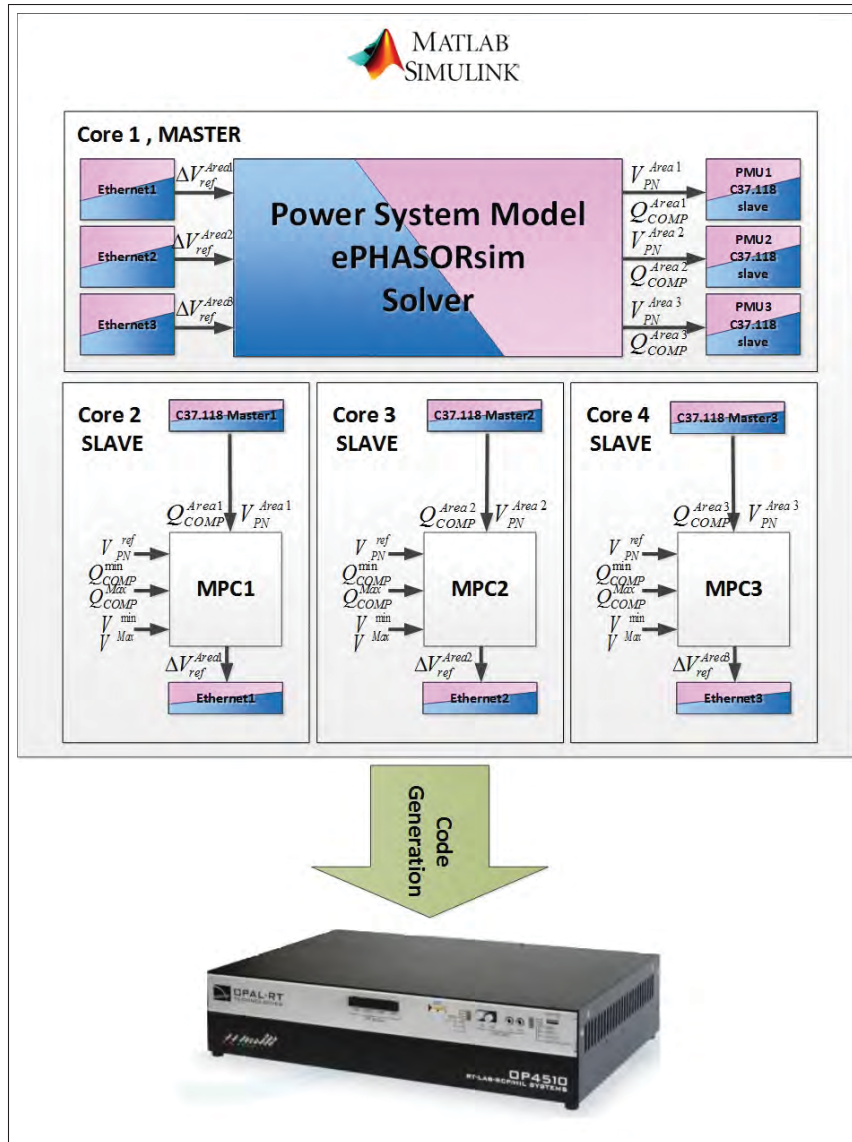 MATLAB
SIMULINK
Core 1 , MASTER
Ethernet1
ΔV_ref^Area1
Ethernet2
ΔV_ref^Area2
Ethernet3
ΔV_ref^Area3
Power System Model
ePHASORsim
Solver
V_PN^Area 1
Q_COMP^Area 1
V_PN^Area 2
Q_COMP^Area 2
V_PN^Area 3
Q_COMP^Area 3
PMU1
C37.118
slave
PMU2
C37.118
slave
PMU3
C37.118
slave
Core 2
SLAVE
C37.118 Master1
Q_COMP^Area 1 V_PN^Area 1
V_PN^ref
Q_COMP^min
Q_COMP^Max
V^min
V^Max
MPC1
ΔV_ref^Area1
Ethernet1
Core 3
SLAVE
C37.118 Master2
Q_COMP^Area 2 V_PN^Area 2
V_PN^ref
Q_COMP^min
Q_COMP^Max
V^min
V^Max
MPC2
ΔV_ref^Area2
Ethernet2
Core 4
SLAVE
C37.118 Master3
Q_COMP^Area 3 V_PN^Area 3
V_PN^ref
Q_COMP^min
Q_COMP^Max
V^min
V^Max
MPC3
ΔV_ref^Area3
Ethernet3
Code
Generation
OPAL-RT
TECHNOLOGIES
OP4510
RT-LAB-RCP/HIL SYSTEMS